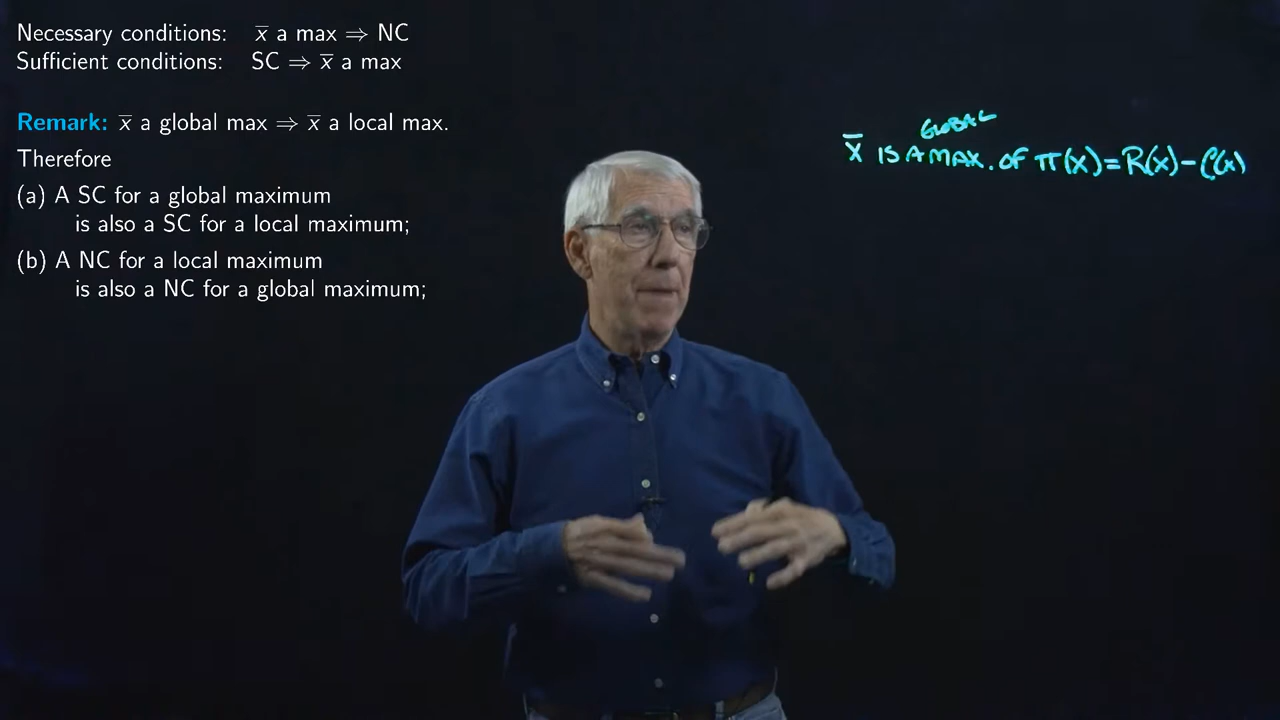 Necessary conditions: x̅ a max ⇒ NC
Sufficient conditions: SC ⇒ x̅ a max
Remark: x̅ a global max ⇒ x̅ a local max.
Therefore
(a) A SC for a global maximum
is also a SC for a local maximum;
(b) A NC for a local maximum
is also a NC for a global maximum;
GLOBAL
x̅ IS A MAX. OF π(x)=R(x)-C(x)